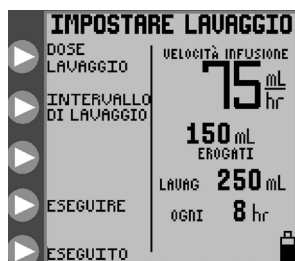 IMPOSTARE LAVAGGIO
DOSE
LAVAGGIO
INTERVALLO
DI LAVAGGIO
ESEGUIRE
ESEGUITO
VELOCITÀ INFUSIONE
75 mL/hr
150 mL
EROGATI
LAVAG 250 mL
OGNI 8 hr